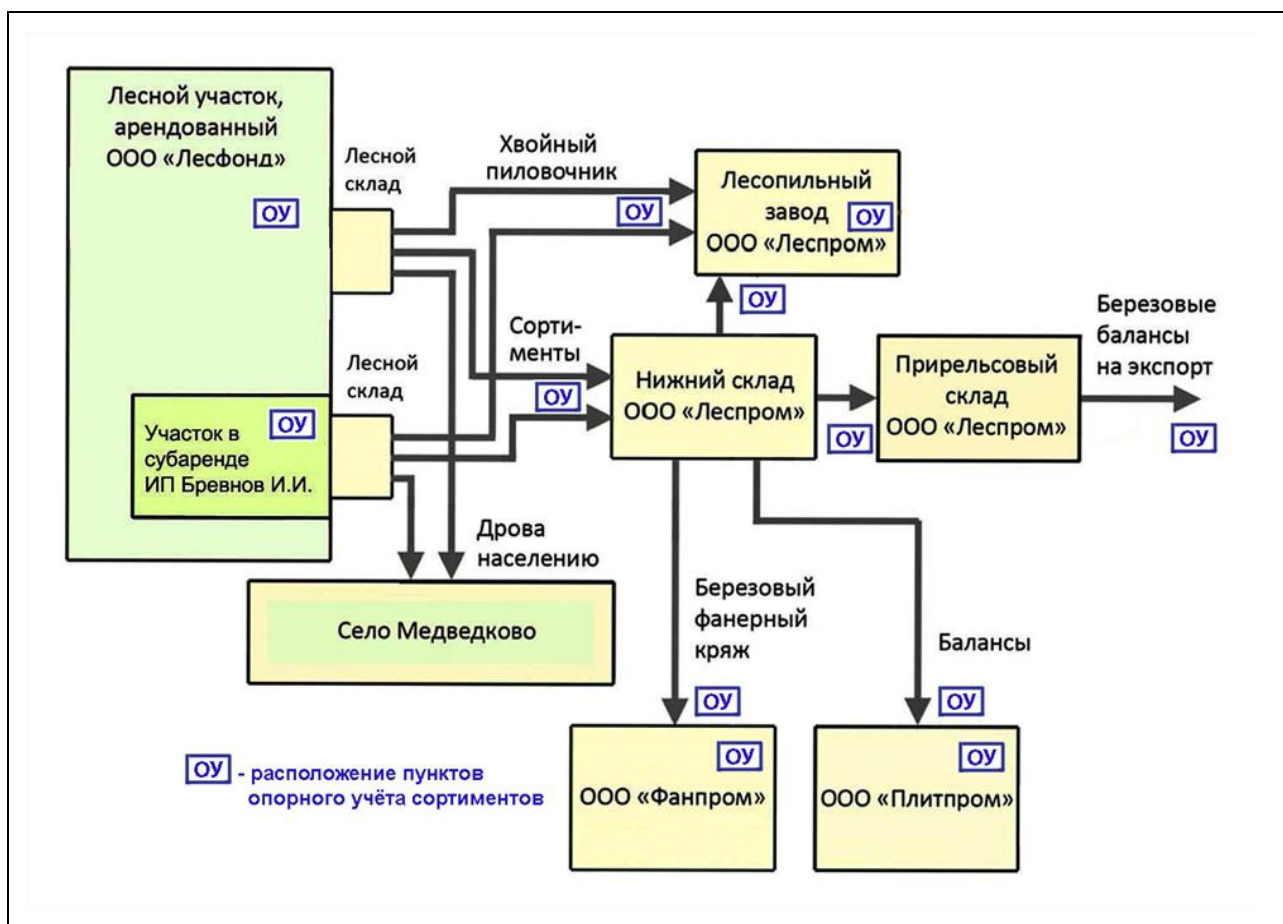 Лесной участок,
арендованный
ООО «Лесфонд»
ОУ
Лесной
склад
Хвойный
пиловочник
ОУ
Лесопильный
завод
ОУ
ООО «Леспром»
ОУ
Сорти-
менты
ОУ
Лесной
склад
Участок в
субаренде
ИП Бревнов И.И.
ОУ
Нижний склад
ООО «Леспром»
ОУ
Прирельсовый
склад
ООО «Леспром»
Березовые
балансы
на экспорт
ОУ
Дрова
населению
Село Медведково
Березовый
фанерный
кряж
ОУ
Балансы
ОУ
ОУ
ООО «Фанпром»
ОУ
ООО «Плитпром»
ОУ - расположение пунктов
опорного учёта сортиментов